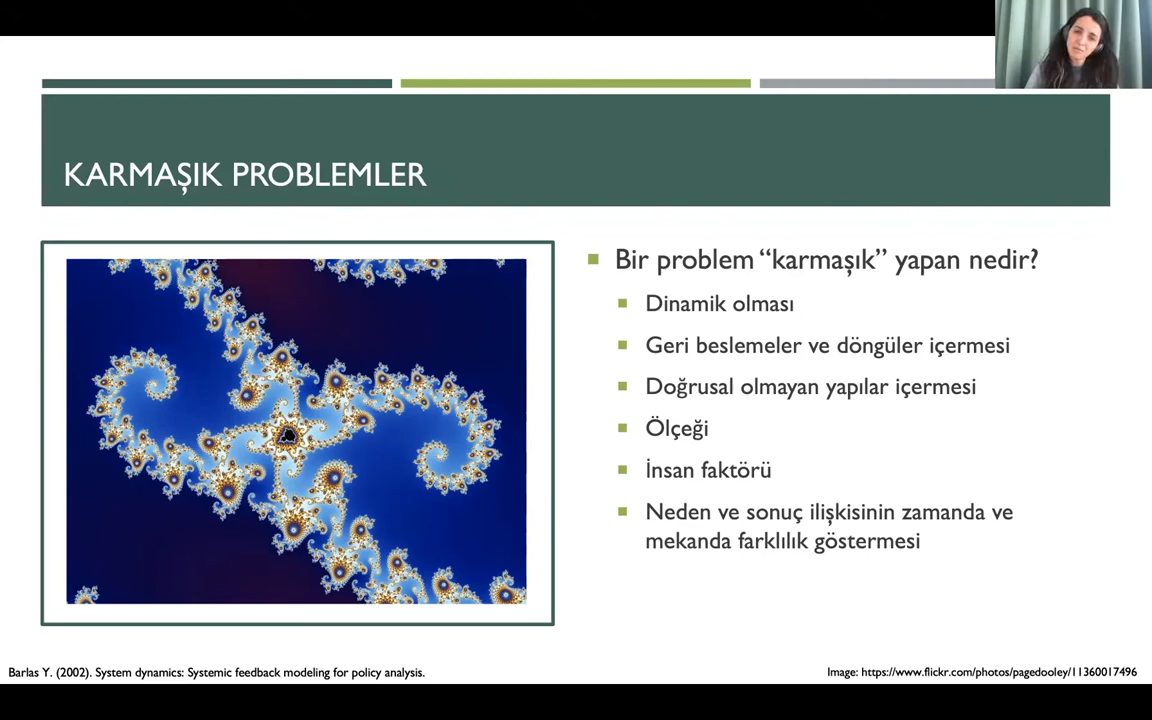 KARMAŞIK PROBLEMLER
Bir problem “karmaşık” yapan nedir?
Dinamik olması
Geri beslemeler ve döngüler içermesi
Doğrusal olmayan yapılar içermesi
Ölçeği
İnsan faktörü
Neden ve sonuç ilişkisinin zamanda ve
mekanda farklılık göstermesi
Barlas Y. (2002). System dynamics: Systemic feedback modeling for policy analysis.
Image: https://www.flickr.com/photos/pagedooley/11360017496